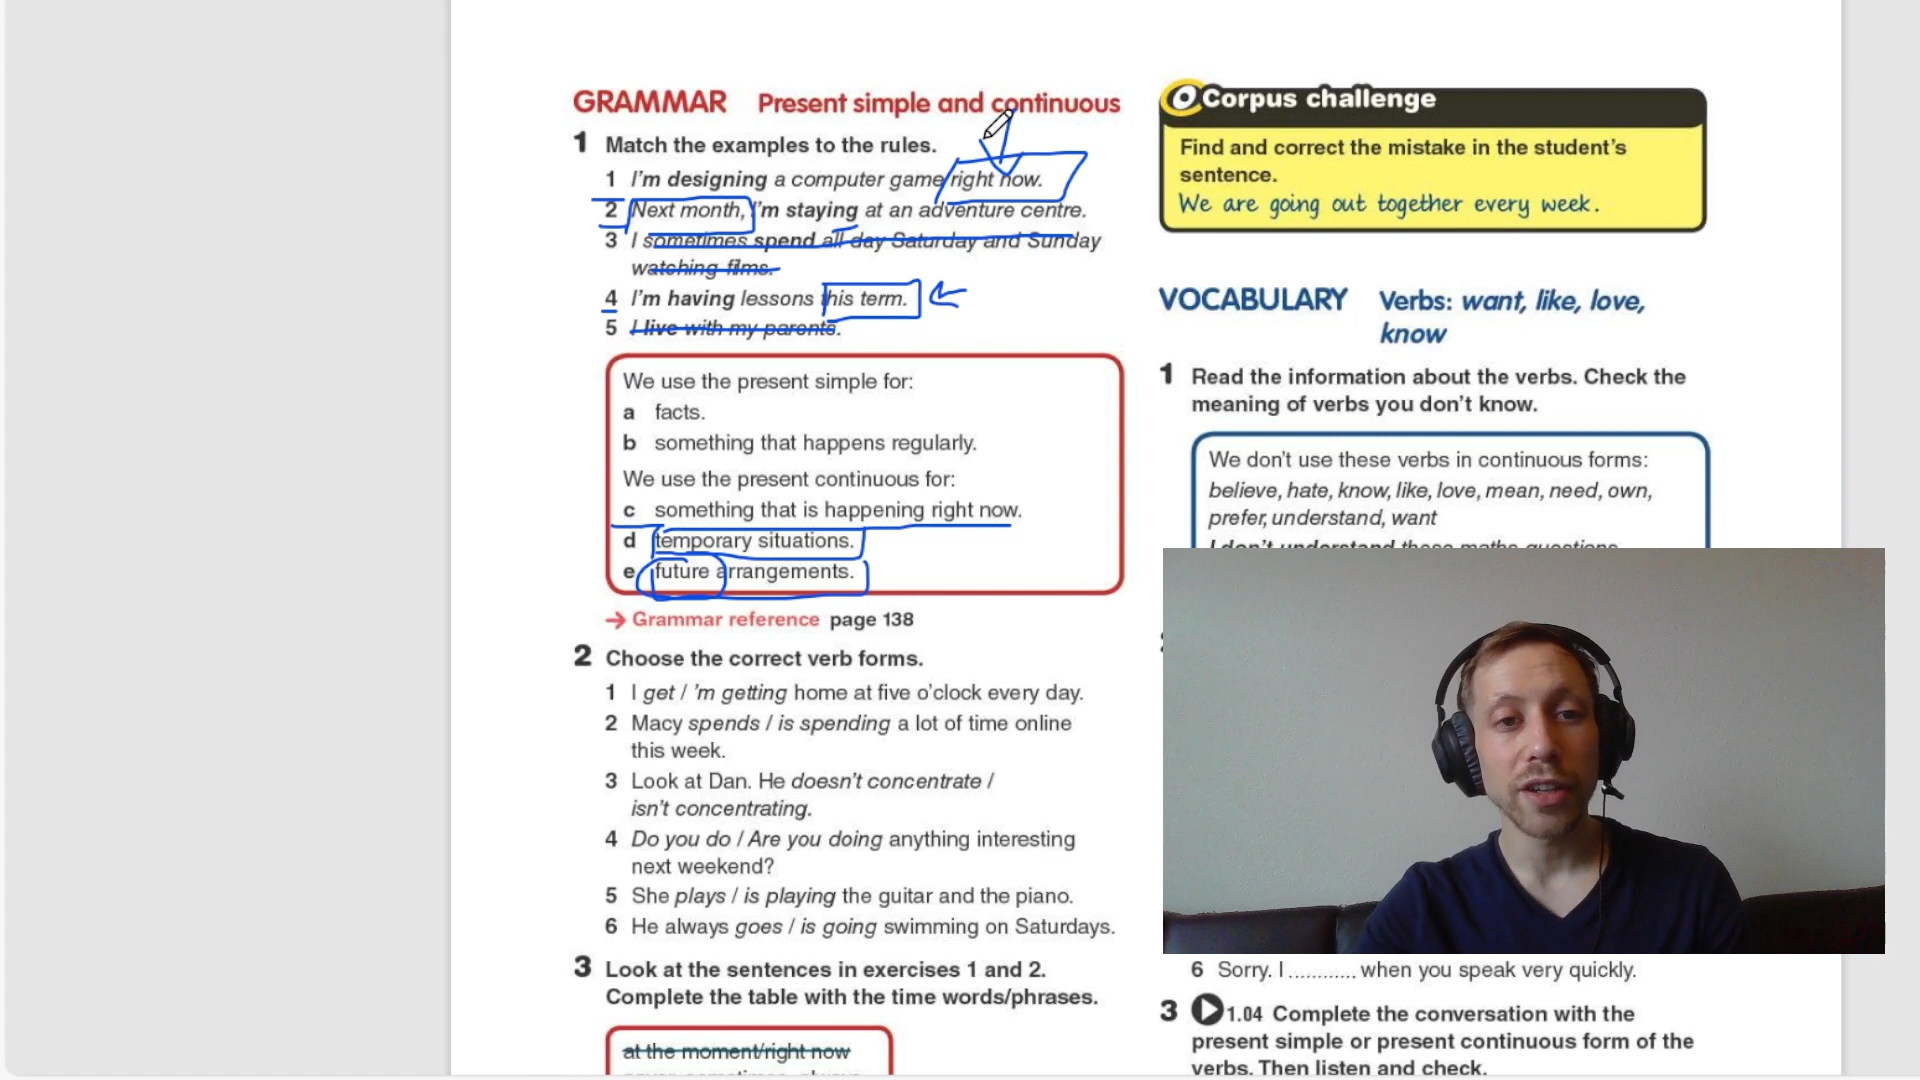 GRAMMAR Present simple and continuous
1 Match the examples to the rules.
1 I'm designing a computer game right now.
2 Next month, I'm staying at an adventure centre.
3 I sometimes spend all day Saturday and Sunday
watching films.
4 I'm having lessons this term.
5 I live with my parents.
We use the present simple for:
a facts.
b something that happens regularly.
We use the present continuous for:
c something that is happening right now.
d temporary situations.
e future arrangements.
→ Grammar reference page 138
2 Choose the correct verb forms.
1 I get / 'm getting home at five o'clock every day.
2 Macy spends / is spending a lot of time online
this week.
3 Look at Dan. He doesn't concentrate /
isn't concentrating.
4 Do you do / Are you doing anything interesting
next weekend?
5 She plays / is playing the guitar and the piano.
6 He always goes / is going swimming on Saturdays.
3 Look at the sentences in exercises 1 and 2.
Complete the table with the time words/phrases.
at the moment/right now
Corpus challenge
Find and correct the mistake in the student's
sentence.
We are going out together every week.
VOCABULARY Verbs: want, like, love,
know
1 Read the information about the verbs. Check the
meaning of verbs you don't know.
We don't use these verbs in continuous forms:
believe, hate, know, like, love, mean, need, own,
prefer, understand, want
I don't understand these maths questions.
6 Sorry. I ............ when you speak very quickly.
3 1.04 Complete the conversation with the
present simple or present continuous form of the
verbs. Then listen and check.